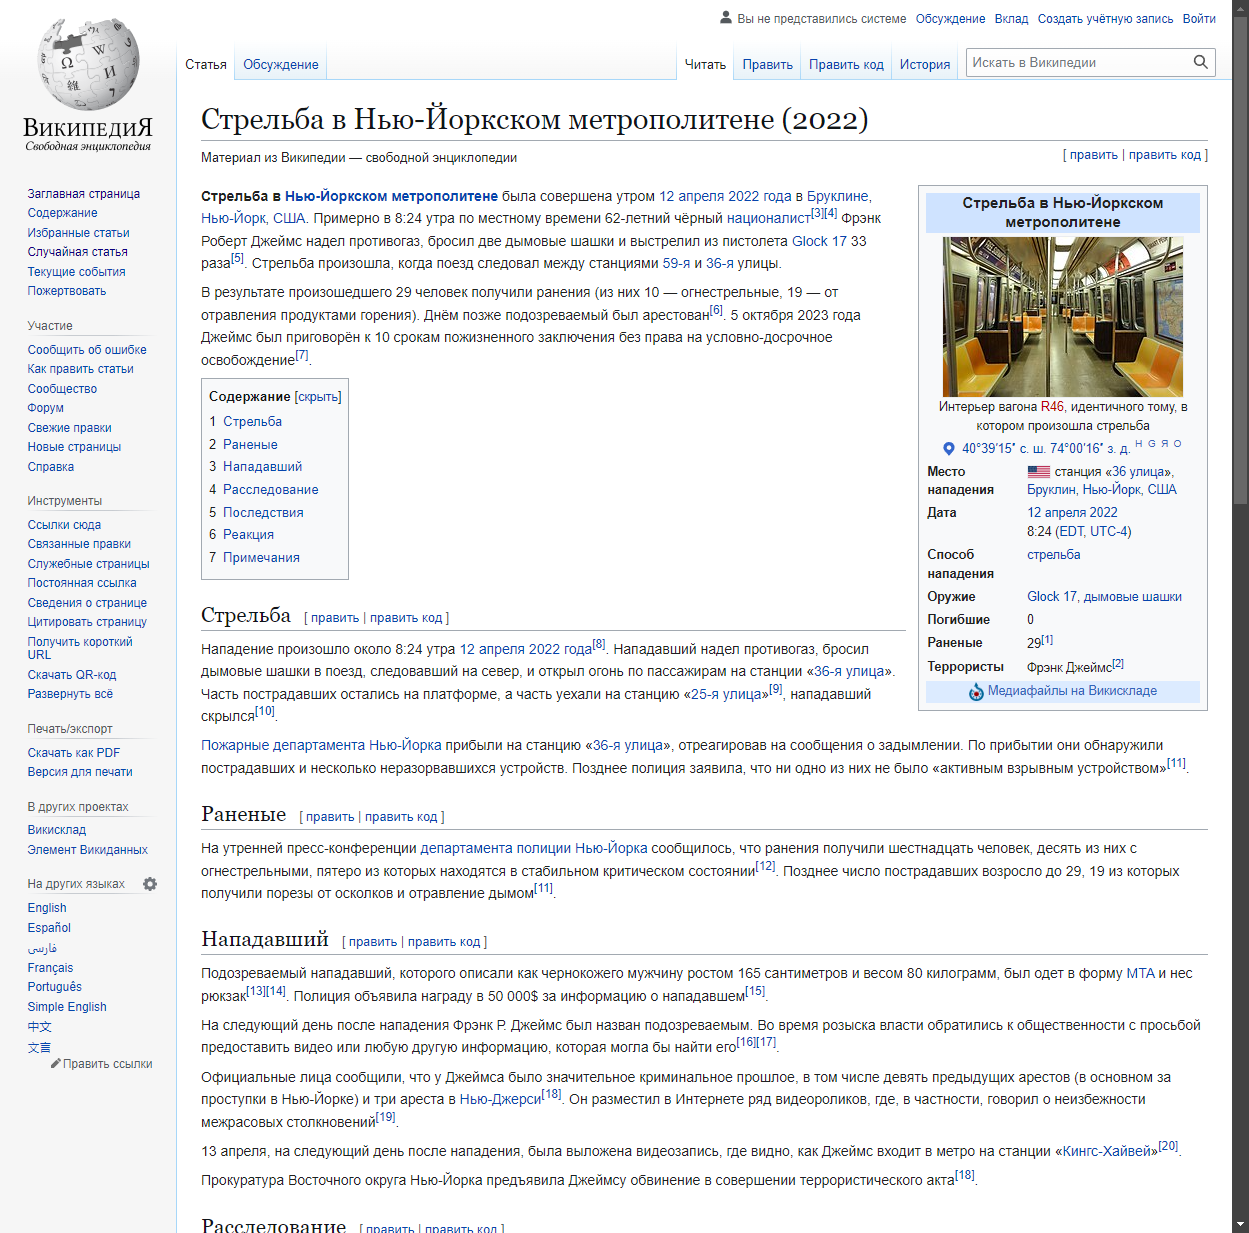 Вы не представились системе Обсуждение Вклад Создать учётную запись Войти
Статья Обсуждение Читать Править Править код История Искать в Википедии
ВикипедиЯ
Свободная энциклопедия
Заглавная страница
Содержание
Избранные статьи
Случайная статья
Текущие события
Пожертвовать
Участие
Сообщить об ошибке
Как править статьи
Сообщество
Форум
Свежие правки
Новые страницы
Справка
Инструменты
Ссылки сюда
Связанные правки
Служебные страницы
Постоянная ссылка
Сведения о странице
Цитировать страницу
Получить короткий
URL
Скачать QR-код
Развернуть всё
Печать/экспорт
Скачать как PDF
Версия для печати
В других проектах
Викисклад
Элемент Викиданных
На других языках
English
Español
فارسی
Français
Português
Simple English
中文
文言
Править ссылки
Стрельба в Нью-Йоркском метрополитене (2022)
Материал из Википедии — свободной энциклопедии
[ править | править код ]
Стрельба в Нью-Йоркском метрополитене была совершена утром 12 апреля 2022 года в Бруклине,
Нью-Йорк, США. Примерно в 8:24 утра по местному времени 62-летний чёрный националист[3][4] Фрэнк
Роберт Джеймс надел противогаз, бросил две дымовые шашки и выстрелил из пистолета Glock 17 33
раза[5]. Стрельба произошла, когда поезд следовал между станциями 59-я и 36-я улицы.
В результате произошедшего 29 человек получили ранения (из них 10 — огнестрельные, 19 — от
отравления продуктами горения). Днём позже подозреваемый был арестован[6]. 5 октября 2023 года
Джеймс был приговорён к 10 срокам пожизненного заключения без права на условно-досрочное
освобождение[7].
Содержание [скрыть]
1 Стрельба
2 Раненые
3 Нападавший
4 Расследование
5 Последствия
6 Реакция
7 Примечания
Стрельба в Нью-Йоркском
метрополитене
Интерьер вагона R46, идентичного тому, в
котором произошла стрельба
40°39′15″ с. ш. 74°00′16″ з. д. H G Я O
Место нападения
станция «36 улица»,
Бруклин, Нью-Йорк, США
Дата
12 апреля 2022
8:24 (EDT, UTC-4)
Способ нападения
стрельба
Оружие Glock 17, дымовые шашки
Погибшие 0
Раненые 29[1]
Террористы Фрэнк Джеймс[2]
Медиафайлы на Викискладе
Стрельба [ править | править код ]
Нападение произошло около 8:24 утра 12 апреля 2022 года[8]. Нападавший надел противогаз, бросил
дымовые шашки в поезд, следовавший на север, и открыл огонь по пассажирам на станции «36-я улица».
Часть пострадавших остались на платформе, а часть уехали на станцию «25-я улица»[9], нападавший
скрылся[10].
Пожарные департамента Нью-Йорка прибыли на станцию «36-я улица», отреагировав на сообщения о задымлении. По прибытии они обнаружили
пострадавших и несколько неразорвавшихся устройств. Позднее полиция заявила, что ни одно из них не было «активным взрывным устройством»[11].
Раненые [ править | править код ]
На утренней пресс-конференции департамента полиции Нью-Йорка сообщилось, что ранения получили шестнадцать человек, десять из них с
огнестрельными, пятеро из которых находятся в стабильном критическом состоянии[12]. Позднее число пострадавших возросло до 29, 19 из которых
получили порезы от осколков и отравление дымом[11].
Нападавший [ править | править код ]
Подозреваемый нападавший, которого описали как чернокожего мужчину ростом 165 сантиметров и весом 80 килограмм, был одет в форму МТА и нес
рюкзак[13][14]. Полиция объявила награду в 50 000$ за информацию о нападавшем[15].
На следующий день после нападения Фрэнк Р. Джеймс был назван подозреваемым. Во время розыска власти обратились к общественности с просьбой
предоставить видео или любую другую информацию, которая могла бы найти его[16][17].
Официальные лица сообщили, что у Джеймса было значительное криминальное прошлое, в том числе девять предыдущих арестов (в основном за
проступки в Нью-Йорке) и три ареста в Нью-Джерси[18]. Он разместил в Интернете ряд видеороликов, где, в частности, говорил о неизбежности
межрасовых столкновений[19].
13 апреля, на следующий день после нападения, была выложена видеозапись, где видно, как Джеймс входит в метро на станции «Кингс-Хайвей»[20].
Прокуратура Восточного округа Нью-Йорка предъявила Джеймсу обвинение в совершении террористического акта[18].
Расследование [ править | править код ]